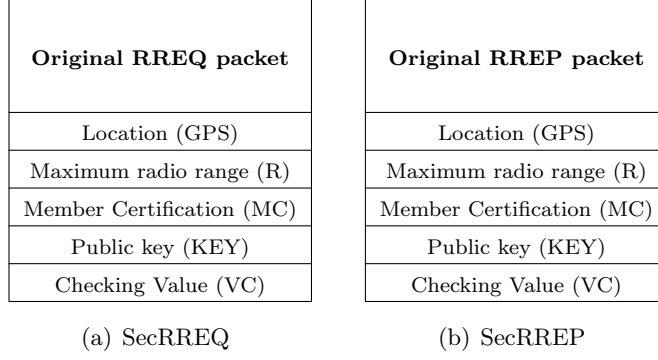 Original RREQ packet
Location (GPS)
Maximum radio range (R)
Member Certification (MC)
Public key (KEY)
Checking Value (VC)
(a) SecRREQ
Original RREP packet
Location (GPS)
Maximum radio range (R)
Member Certification (MC)
Public key (KEY)
Checking Value (VC)
(b) SecRREP